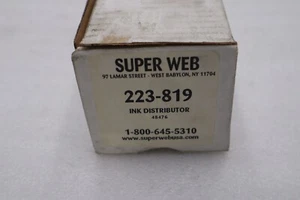 SUPER WEB
97 LAMAR STREET - WEST BABYLON, NY 11704
223-819
INK DISTRIBUTOR
48476
1-800-645-5310
www.superwebusa.com